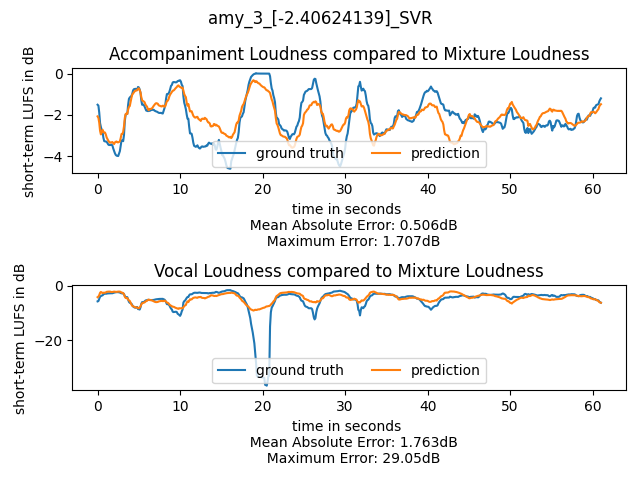 amy_3_[-2.40624139]_SVR
Accompaniment Loudness compared to Mixture Loudness
short-term LUFS in dB
0
−2
−4
ground truth prediction
0 10 20 30 40 50 60
time in seconds
Mean Absolute Error: 0.506dB
Maximum Error: 1.707dB
Vocal Loudness compared to Mixture Loudness
short-term LUFS in dB
0
−20
ground truth prediction
0 10 20 30 40 50 60
time in seconds
Mean Absolute Error: 1.763dB
Maximum Error: 29.05dB